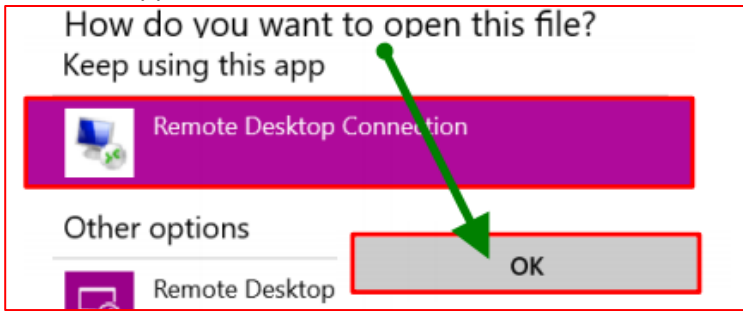 How do you want to open this file?
Keep using this app
Remote Desktop Connection
Other options
OK
Remote Desktop